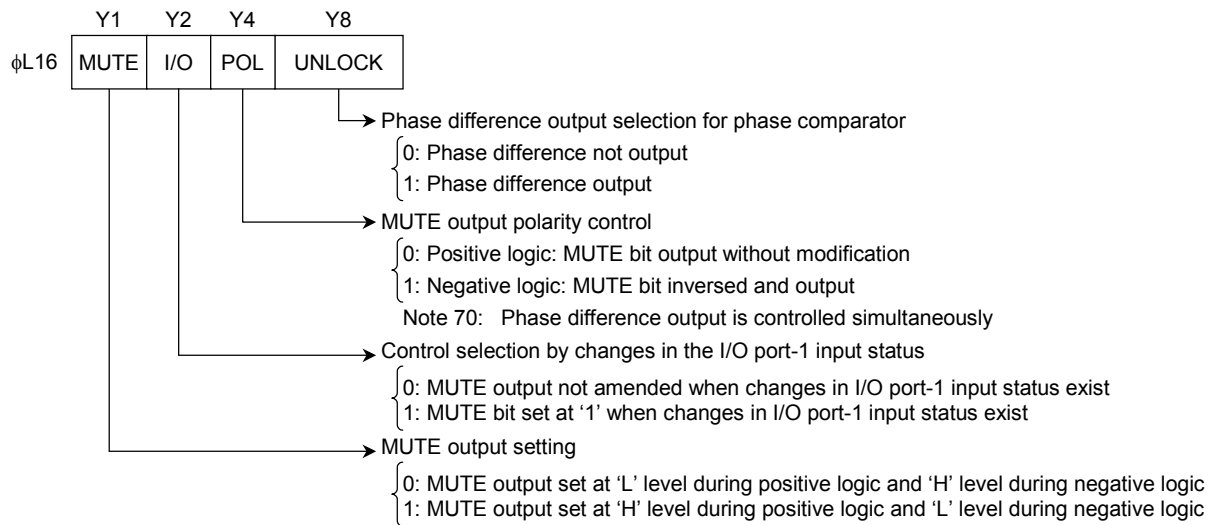 Y1 Y2 Y4 Y8
ϕL16 MUTE I/O POL UNLOCK
Phase difference output selection for phase comparator
0: Phase difference not output
1: Phase difference output
MUTE output polarity control
0: Positive logic: MUTE bit output without modification
1: Negative logic: MUTE bit inversed and output
Note 70: Phase difference output is controlled simultaneously
Control selection by changes in the I/O port-1 input status
0: MUTE output not amended when changes in I/O port-1 input status exist
1: MUTE bit set at ‘1’ when changes in I/O port-1 input status exist
MUTE output setting
0: MUTE output set at ‘L’ level during positive logic and ‘H’ level during negative logic
1: MUTE output set at ‘H’ level during positive logic and ‘L’ level during negative logic